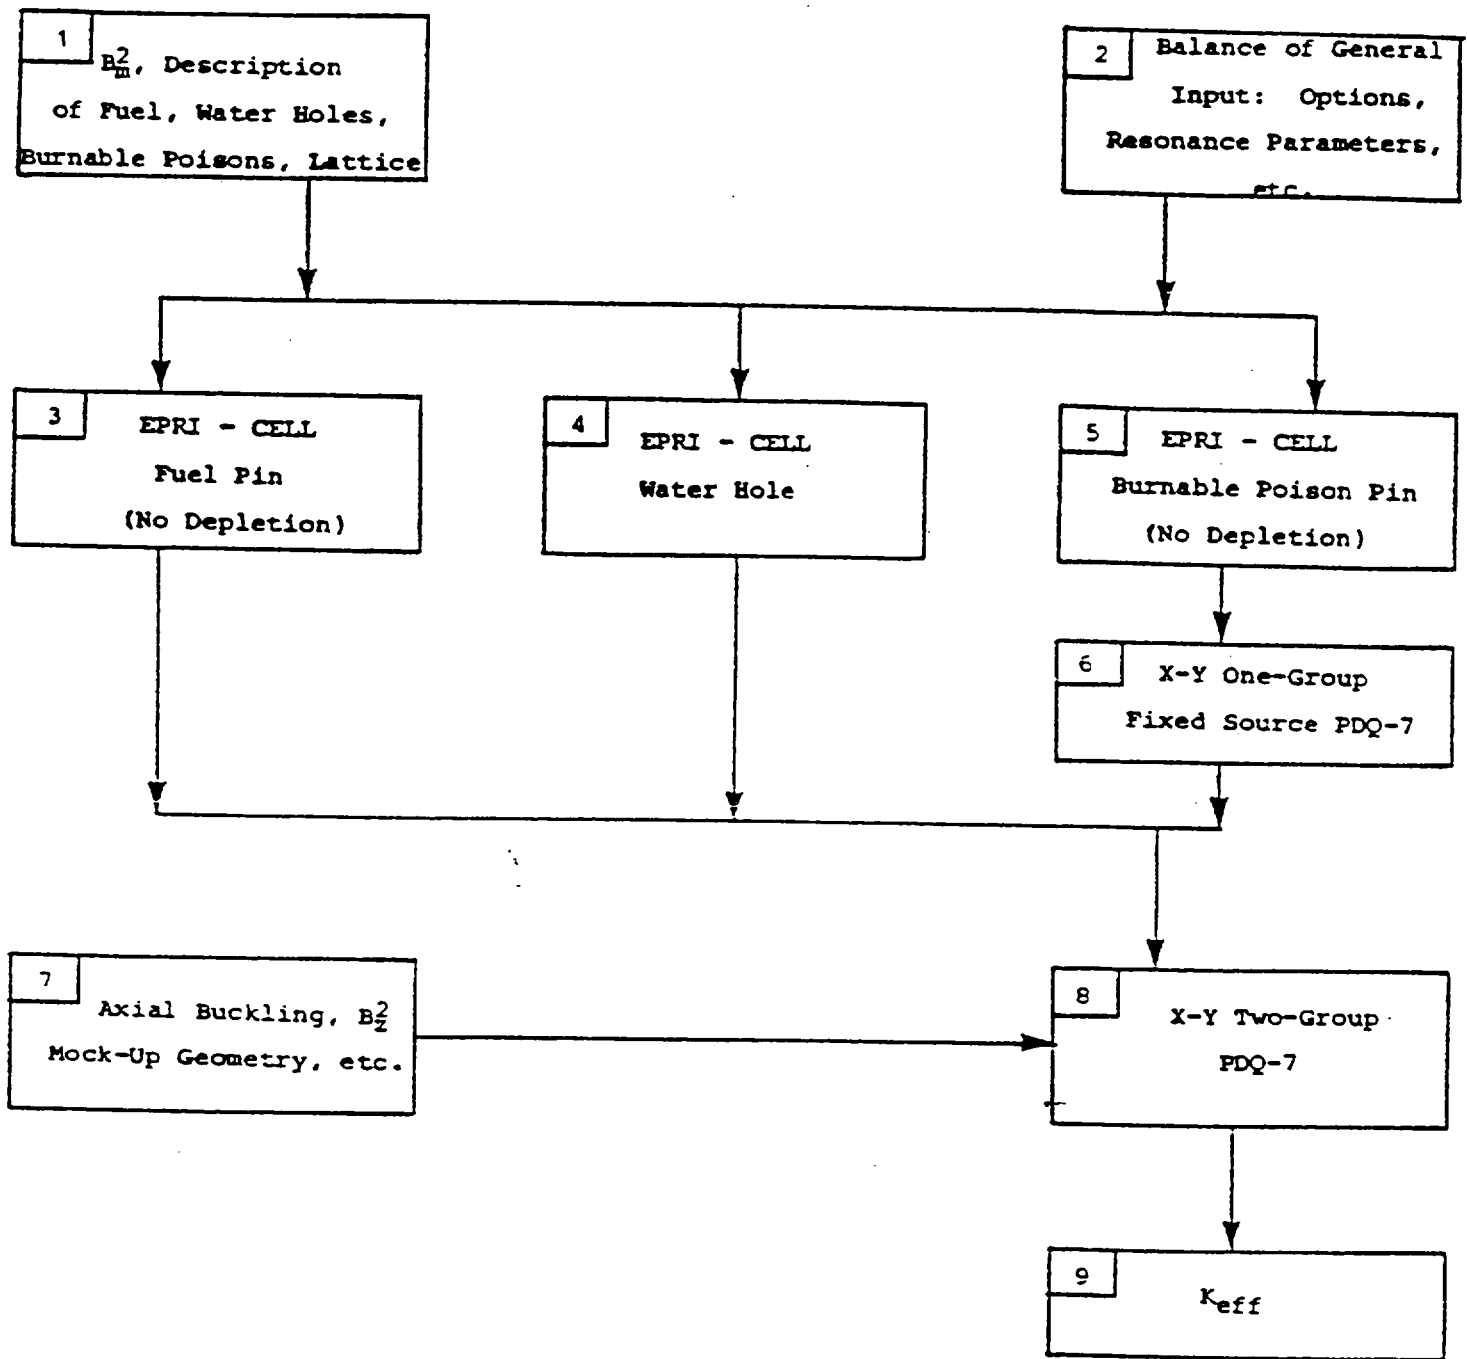 1
B²m, Description
of Fuel, Water Holes,
Burnable Poisons, Lattice
2
Balance of General
Input: Options,
Resonance Parameters,
etc.
3
EPRI - CELL
Fuel Pin
(No Depletion)
4
EPRI - CELL
Water Hole
5
EPRI - CELL
Burnable Poison Pin
(No Depletion)
6
X-Y One-Group
Fixed Source PDQ-7
7
Axial Buckling, B²z
Mock-Up Geometry, etc.
8
X-Y Two-Group
PDQ-7
9
Keff